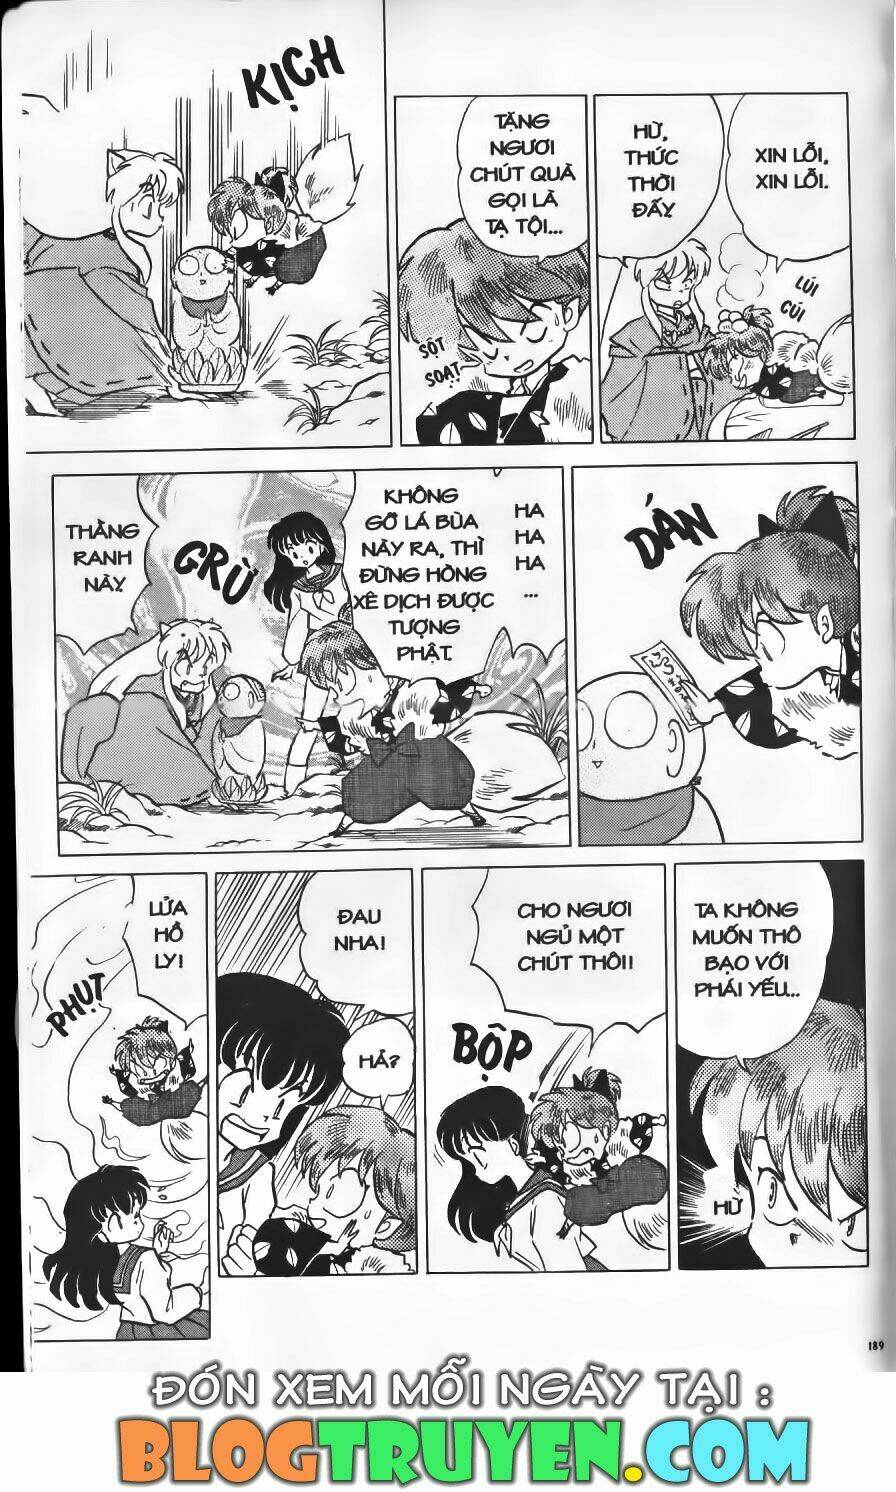 XIN LỖI,
XIN LỖI.
HỪ,
THỨC
THỜI
ĐẤY.
LÚI
CÚI
TẶNG
NGƯƠI
CHÚT QUÀ
GỌI LÀ
TẠ TỘI...
SỘT
SOẠT
KỊCH
DÁN
HA
HA
HA
...
KHÔNG
GỠ LÁ BÙA
NÀY RA, THÌ
ĐỪNG HÒNG
XÊ DỊCH ĐƯỢC
TƯỢNG
PHẬT.
GRỪ
THẰNG
RANH
NÀY.
TA KHÔNG
MUỐN THÔ
BẠO VỚI
PHÁI YẾU...
HỪ
CHO NGƯƠI
NGỦ MỘT
CHÚT THÔI!
BỘP
ĐAU
NHA!
HẢ?
LỬA
HỒ
LY!
PHỤT
189
ĐÓN XEM MỖI NGÀY TẠI :
BLOGTRUYEN.COM